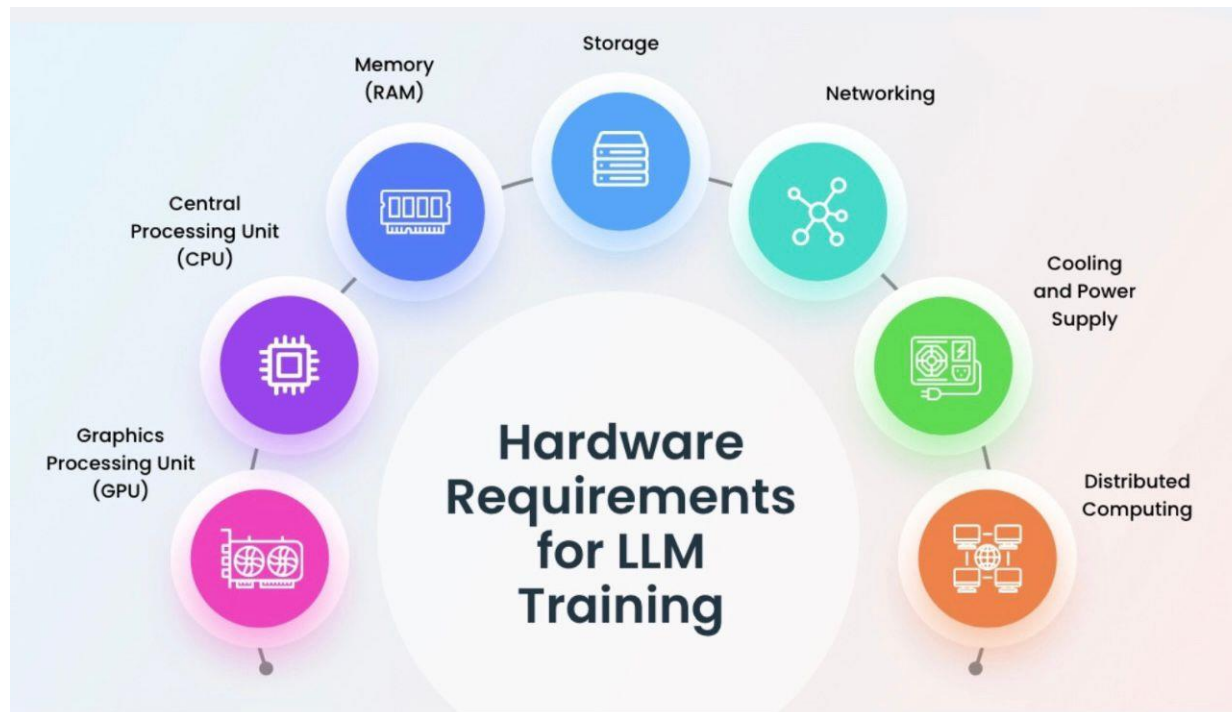 Storage
Memory
(RAM)
Networking
Central
Processing Unit
(CPU)
Cooling
and Power
Supply
Graphics
Processing Unit
(GPU)
Distributed
Computing
Hardware
Requirements
for LLM
Training